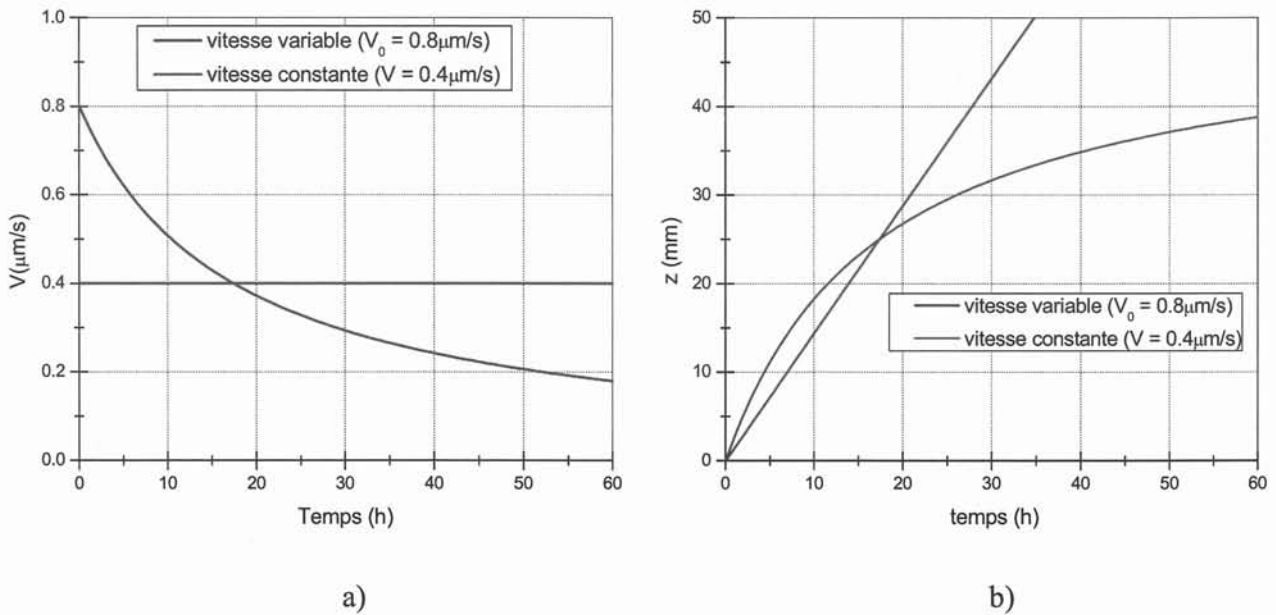 1.0
0.8
0.6
0.4
0.2
0.0
V(μm/s)
vitesse variable (V₀ = 0.8μm/s)
vitesse constante (V = 0.4μm/s)
0 10 20 30 40 50 60
Temps (h)
a)
50
40
30
20
10
0
z (mm)
vitesse variable (V₀ = 0.8μm/s)
vitesse constante (V = 0.4μm/s)
0 10 20 30 40 50 60
temps (h)
b)